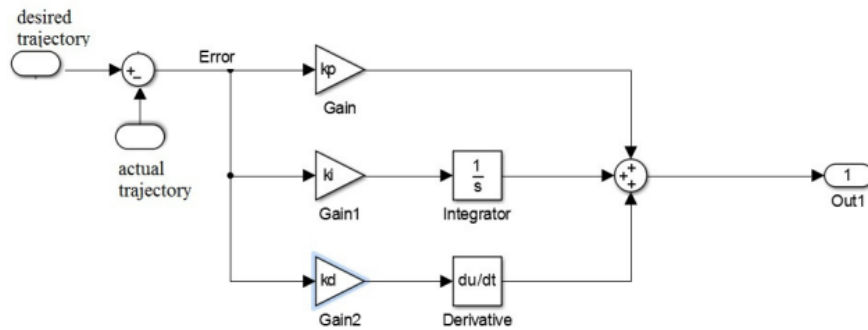 desired
trajectory
+
−
Error
kp
Gain
actual
trajectory
ki
Gain1
1
s
Integrator
+
+
+
1
Out1
kd
Gain2
du/dt
Derivative